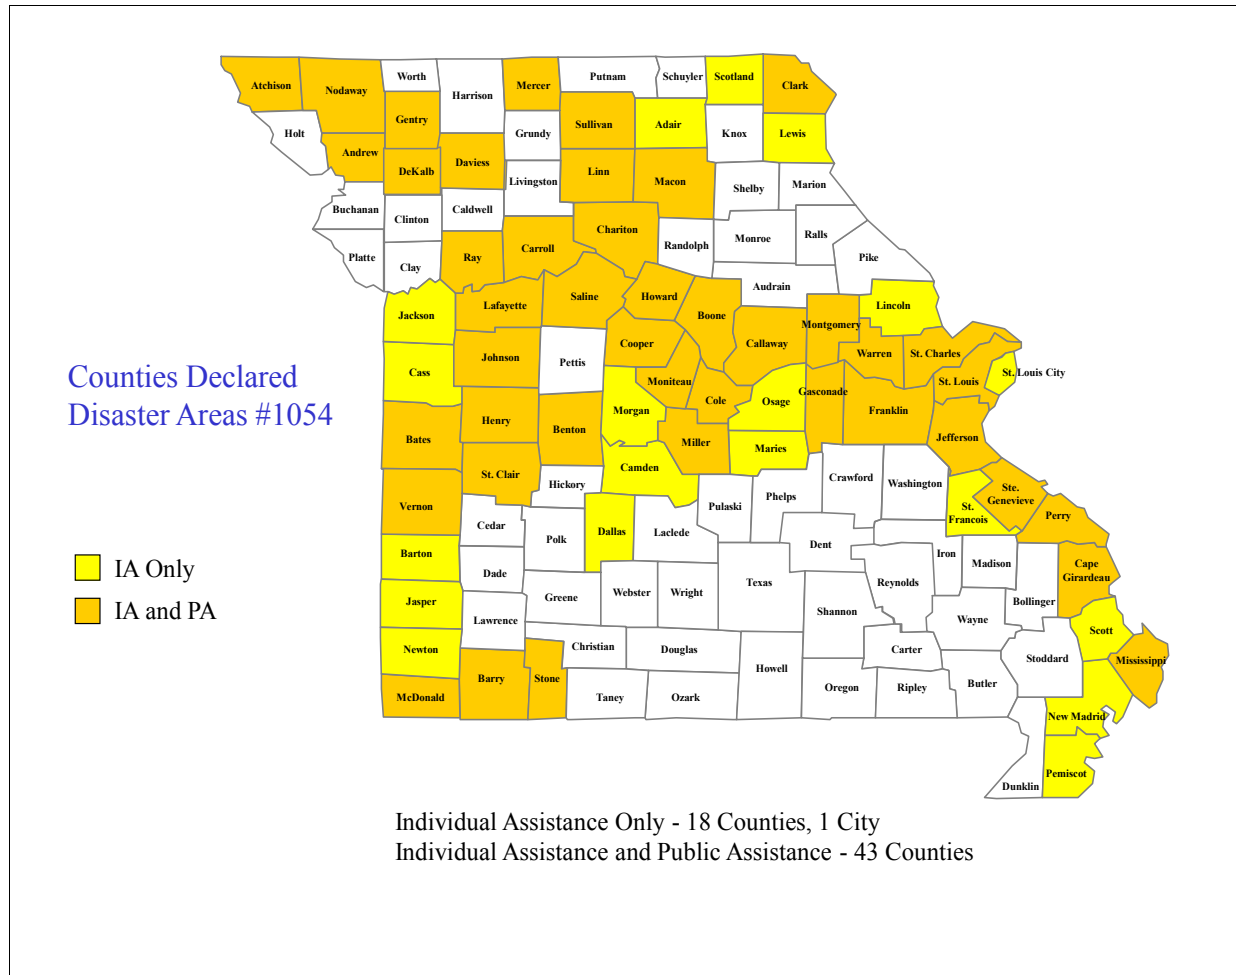 Worth
Putnam
Schuyler
Scotland
Mercer
Clark
Atchison
Nodaway
Harrison
Gentry
Sullivan
Adair
Knox
Lewis
Holt
Grundy
Andrew
DeKalb
Daviess
Linn
Macon
Livingston
Shelby
Marion
Buchanan
Clinton
Caldwell
Chariton
Randolph
Monroe
Ralls
Platte
Clay
Ray
Carroll
Pike
Audrain
Jackson
Lafayette
Saline
Howard
Boone
Lincoln
Callaway
Montgomery
Cass
Johnson
Pettis
Cooper
Warren
St. Charles
Counties Declared
Disaster Areas #1054
Moniteau
Cole
Osage
Gasconade
St. Louis
St. Louis City
Morgan
Franklin
Bates
Henry
Benton
Miller
Maries
Jefferson
St. Clair
Hickory
Camden
Crawford
Washington
Ste.
Genevieve
Vernon
Cedar
Polk
Dallas
Laclede
Pulaski
Phelps
St.
Francois
Perry
Barton
Dade
Dent
Iron
Madison
Cape
Girardeau
IA Only
Jasper
Greene
Webster
Wright
Texas
Reynolds
Bollinger
IA and PA
Lawrence
Shannon
Wayne
Scott
Newton
Christian
Douglas
Howell
Carter
Stoddard
Mississippi
McDonald
Barry
Stone
Taney
Ozark
Oregon
Ripley
Butler
New Madrid
Dunklin
Pemiscot
Individual Assistance Only - 18 Counties, 1 City
Individual Assistance and Public Assistance - 43 Counties